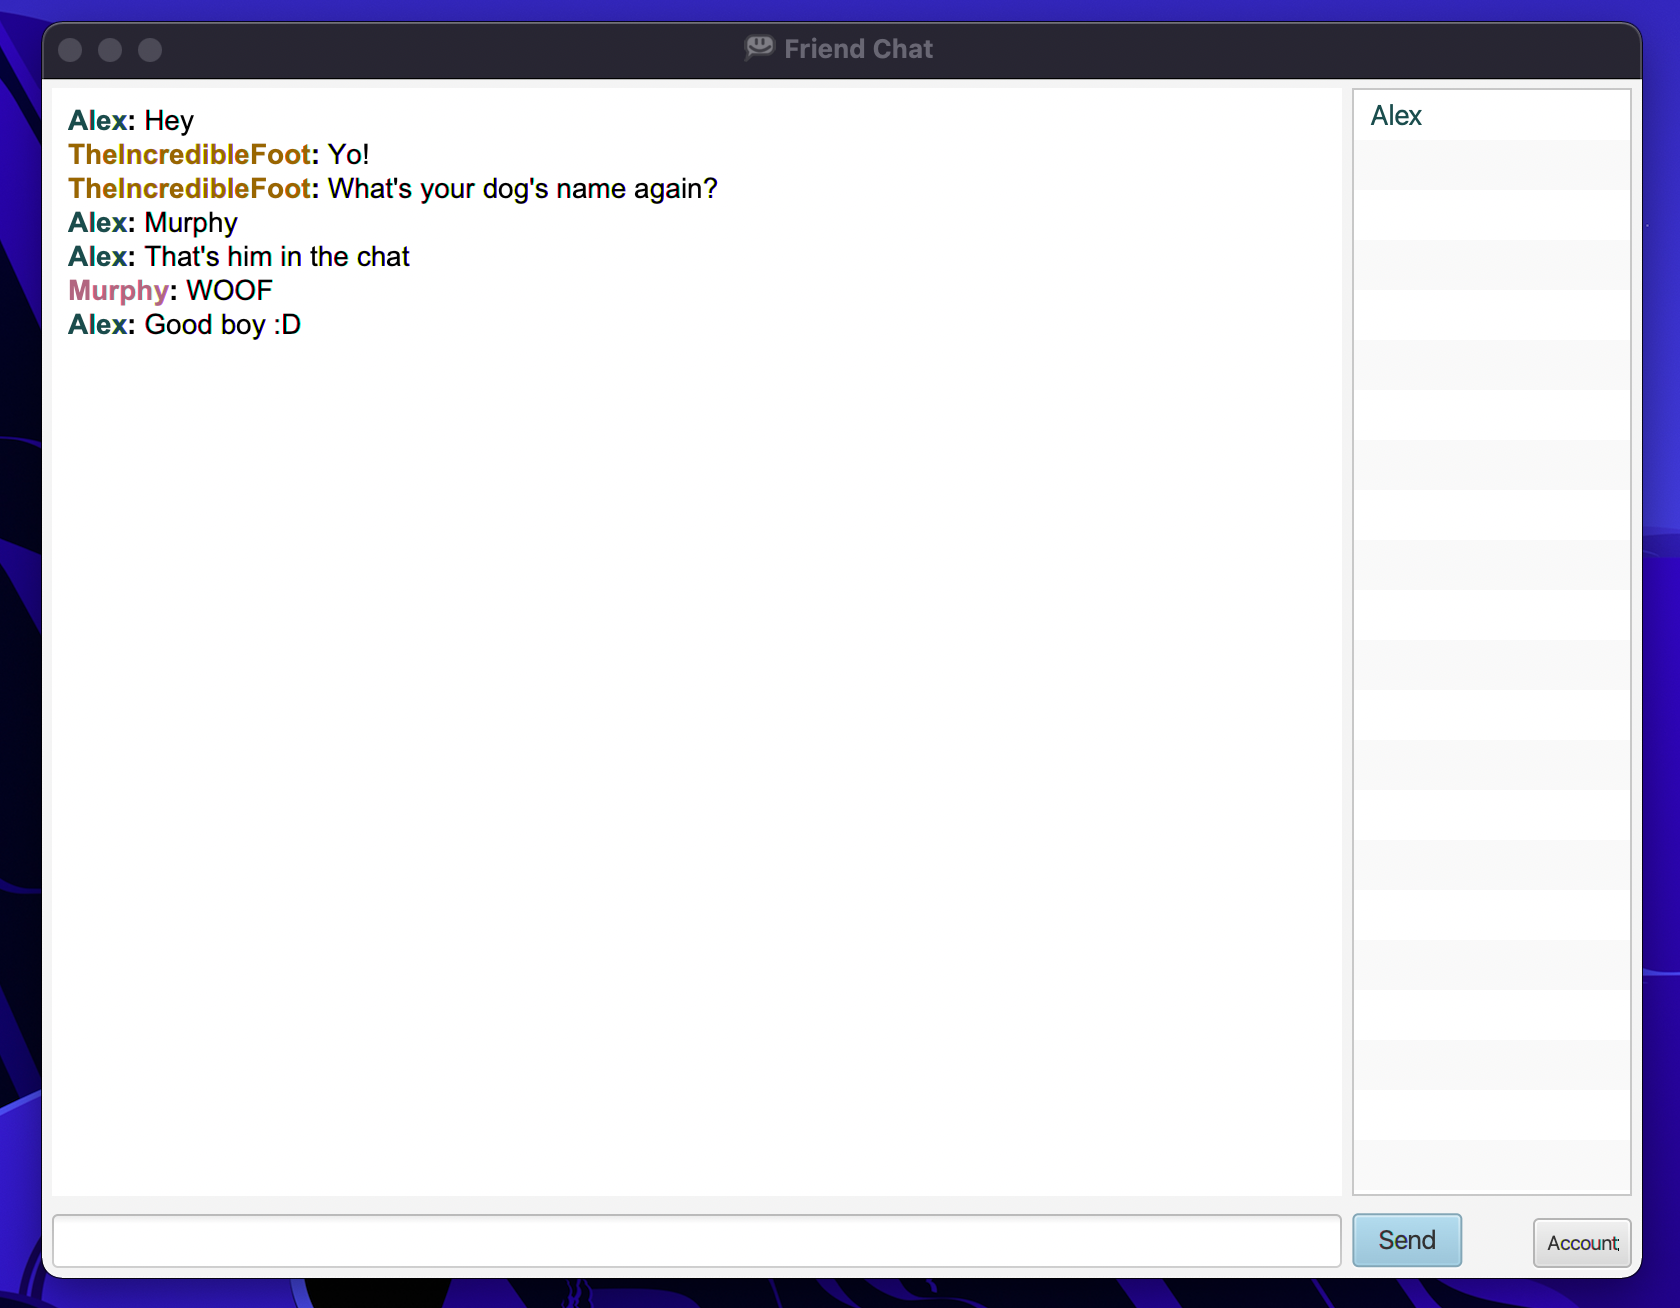 Friend Chat
Alex: Hey
TheIncredibleFoot: Yo!
TheIncredibleFoot: What's your dog's name again?
Alex: Murphy
Alex: That's him in the chat
Murphy: WOOF
Alex: Good boy :D
Alex
Send
Account